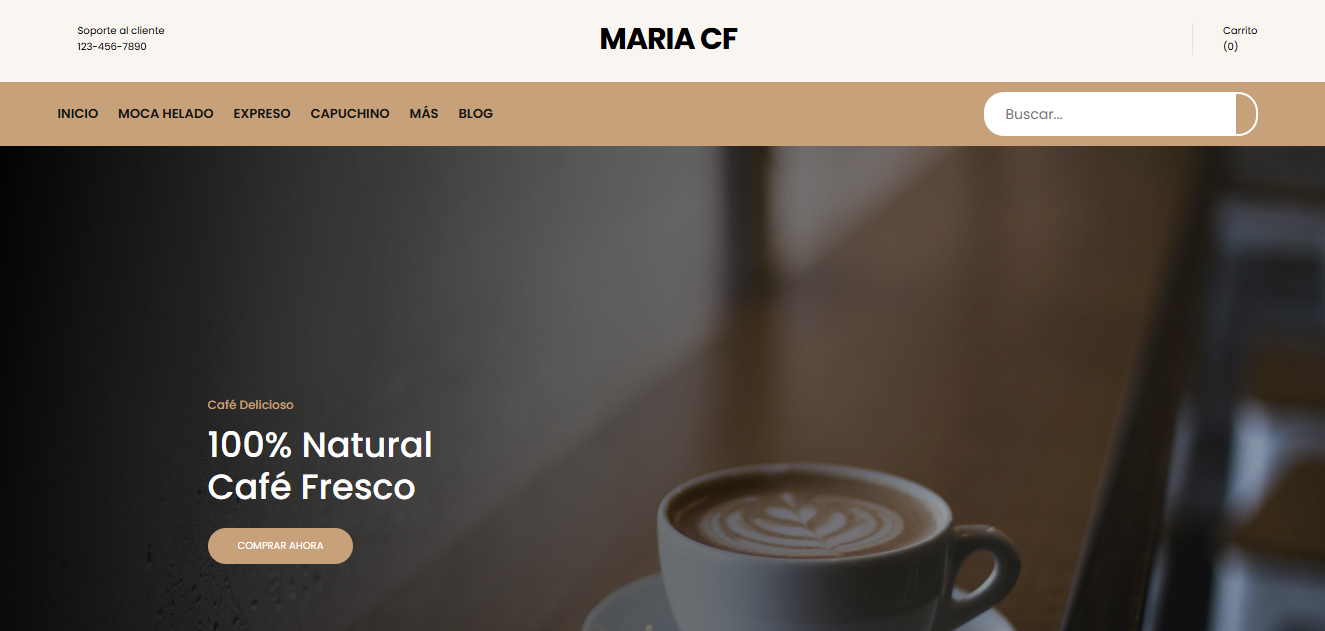 Soporte al cliente
123-456-7890
MARIA CF
Carrito
(0)
INICIO MOCA HELADO EXPRESO CAPUCHINO MÁS BLOG
Buscar...
Café Delicioso
100% Natural
Café Fresco
COMPRAR AHORA